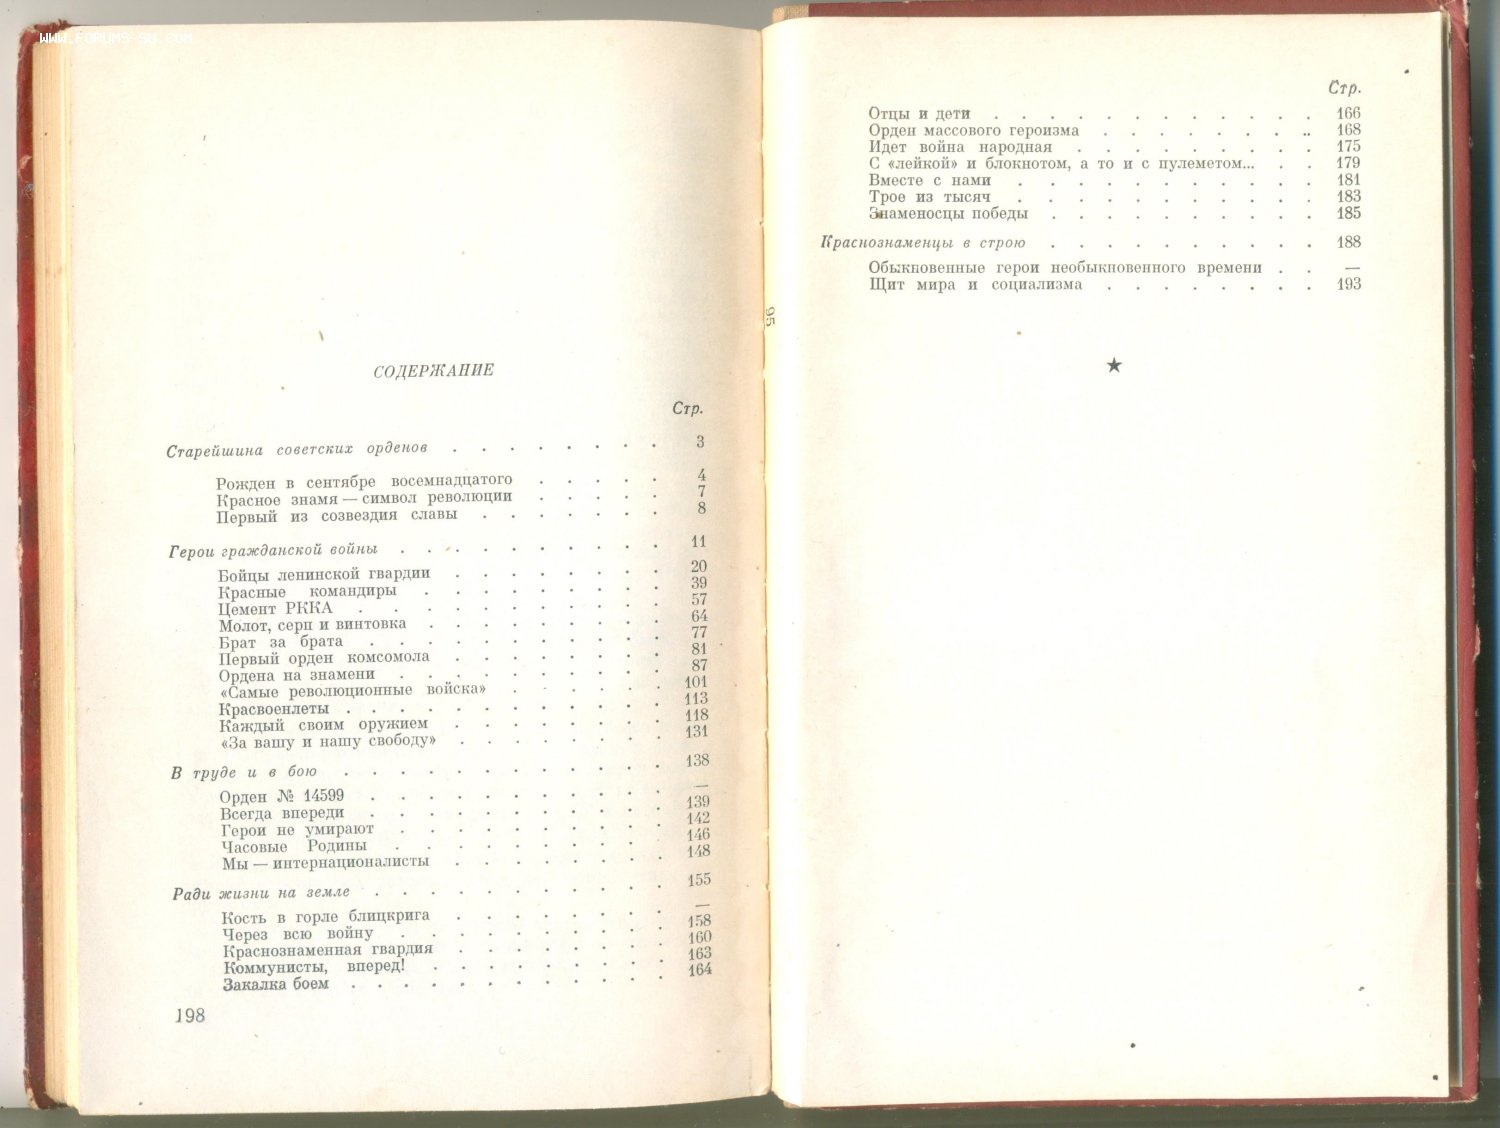 www.forums-su.com
СОДЕРЖАНИЕ
Стр.
Старейшина советских орденов . . . . . . . . 3
Рожден в сентябре восемнадцатого . . . . . 4
Красное знамя — символ революции . . . . . 7
Первый из созвездия славы . . . . . . . 8
Герои гражданской войны . . . . . . . . . . 11
Бойцы ленинской гвардии . . . . . . . . 20
Красные командиры . . . . . . . . . 39
Цемент РККА . . . . . . . . . . . 57
Молот, серп и винтовка . . . . . . . . . 64
Брат за брата . . . . . . . . . . . 77
Первый орден комсомола . . . . . . . . 81
Ордена на знамени . . . . . . . . . . 87
«Самые революционные войска» . . . . . . 101
Красвоенлеты . . . . . . . . . . . . 113
Каждый своим оружием . . . . . . . . 118
«За вашу и нашу свободу» . . . . . . . . 131
В труде и в бою . . . . . . . . . . . . 138
Орден № 14599 . . . . . . . . . . . —
Всегда впереди . . . . . . . . . . . 139
Герои не умирают . . . . . . . . . . 142
Часовые Родины . . . . . . . . . . 146
Мы — интернационалисты . . . . . . . . 148
Ради жизни на земле . . . . . . . . . . . 155
Кость в горле блицкрига . . . . . . . . —
Через всю войну . . . . . . . . . . 158
Краснознаменная гвардия . . . . . . . . 160
Коммунисты, вперед! . . . . . . . . . 163
Закалка боем . . . . . . . . . . . . 164
198
95
Стр.
Отцы и дети . . . . . . . . . . . . 166
Орден массового героизма . . . . . . . . 168
Идет война народная . . . . . . . . . 175
С «лейкой» и блокнотом, а то и с пулеметом... . . 179
Вместе с нами . . . . . . . . . . . 181
Трое из тысяч . . . . . . . . . . . 183
Знаменосцы победы . . . . . . . . . . 185
Краснознаменцы в строю . . . . . . . . . . 188
Обыкновенные герои необыкновенного времени . . —
Щит мира и социализма . . . . . . . . 193